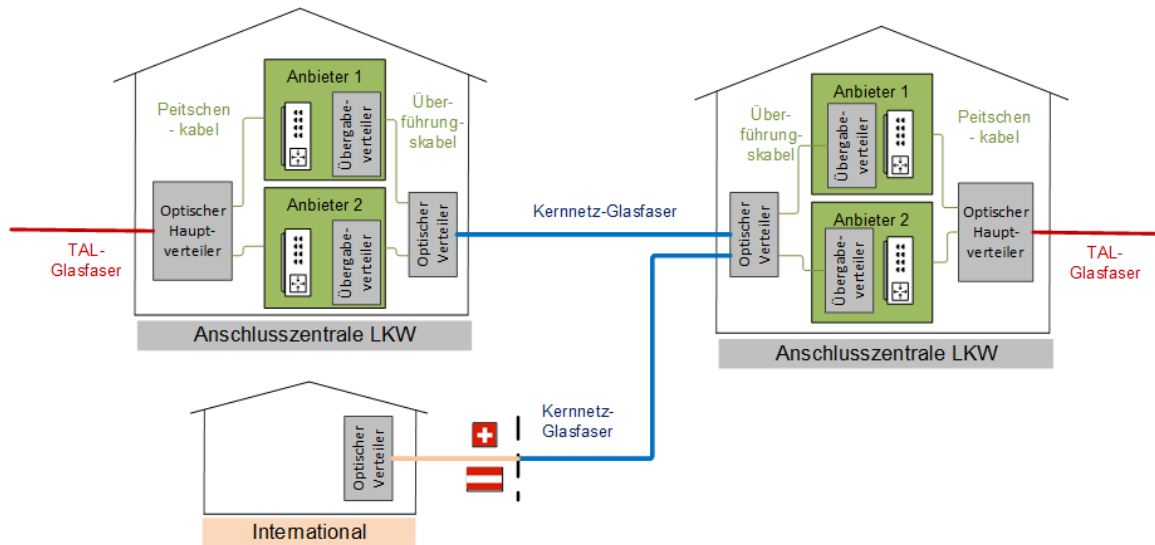 Anbieter 1
Peitschen
- kabel
Übergabe-
verteiler
Über-
führung-
skabel
Optischer
Haupt-
verteiler
Anbieter 2
Übergabe-
verteiler
Optischer
Verteiler
TAL-
Glasfaser
Anschlusszentrale LKW
Kernnetz-Glasfaser
Anbieter 1
Über-
führung-
skabel
Übergabe-
verteiler
Peitschen
- kabel
Optischer
Verteiler
Anbieter 2
Übergabe-
verteiler
Optischer
Haupt-
verteiler
TAL-
Glasfaser
Anschlusszentrale LKW
Kernnetz-
Glasfaser
Optischer
Verteiler
International